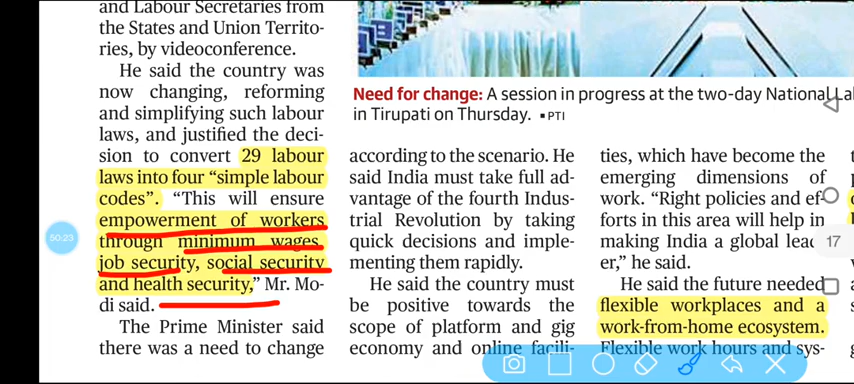 and Labour Secretaries from
the States and Union Territo-
ries, by videoconference.
He said the country was
now changing, reforming
and simplifying such labour
laws, and justified the deci-
sion to convert 29 labour
laws into four “simple labour
codes”. “This will ensure
empowerment of workers
through minimum wages,
job security, social security
and health security,” Mr. Mo-
di said.
The Prime Minister said
there was a need to change
Need for change: A session in progress at the two-day National La
in Tirupati on Thursday. ▪PTI
according to the scenario. He
said India must take full ad-
vantage of the fourth Indus-
trial Revolution by taking
quick decisions and imple-
menting them rapidly.
He said the country must
be positive towards the
scope of platform and gig
economy and online facili-
ties, which have become the
emerging dimensions of
work. “Right policies and ef-
forts in this area will help in
making India a global lead
er,” he said.
He said the future needed
flexible workplaces and a
work-from-home ecosystem.
Flexible work hours and sys-
50:23
17